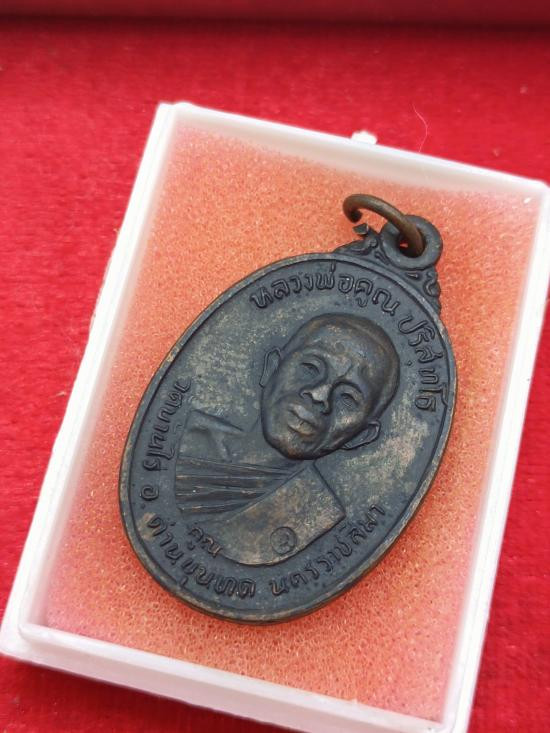 หลวงพ่อคูณ ปริสุทโธ
วัดบ้านไร่ อ.ด่านขุนทด นครราชสีมา
คูณ